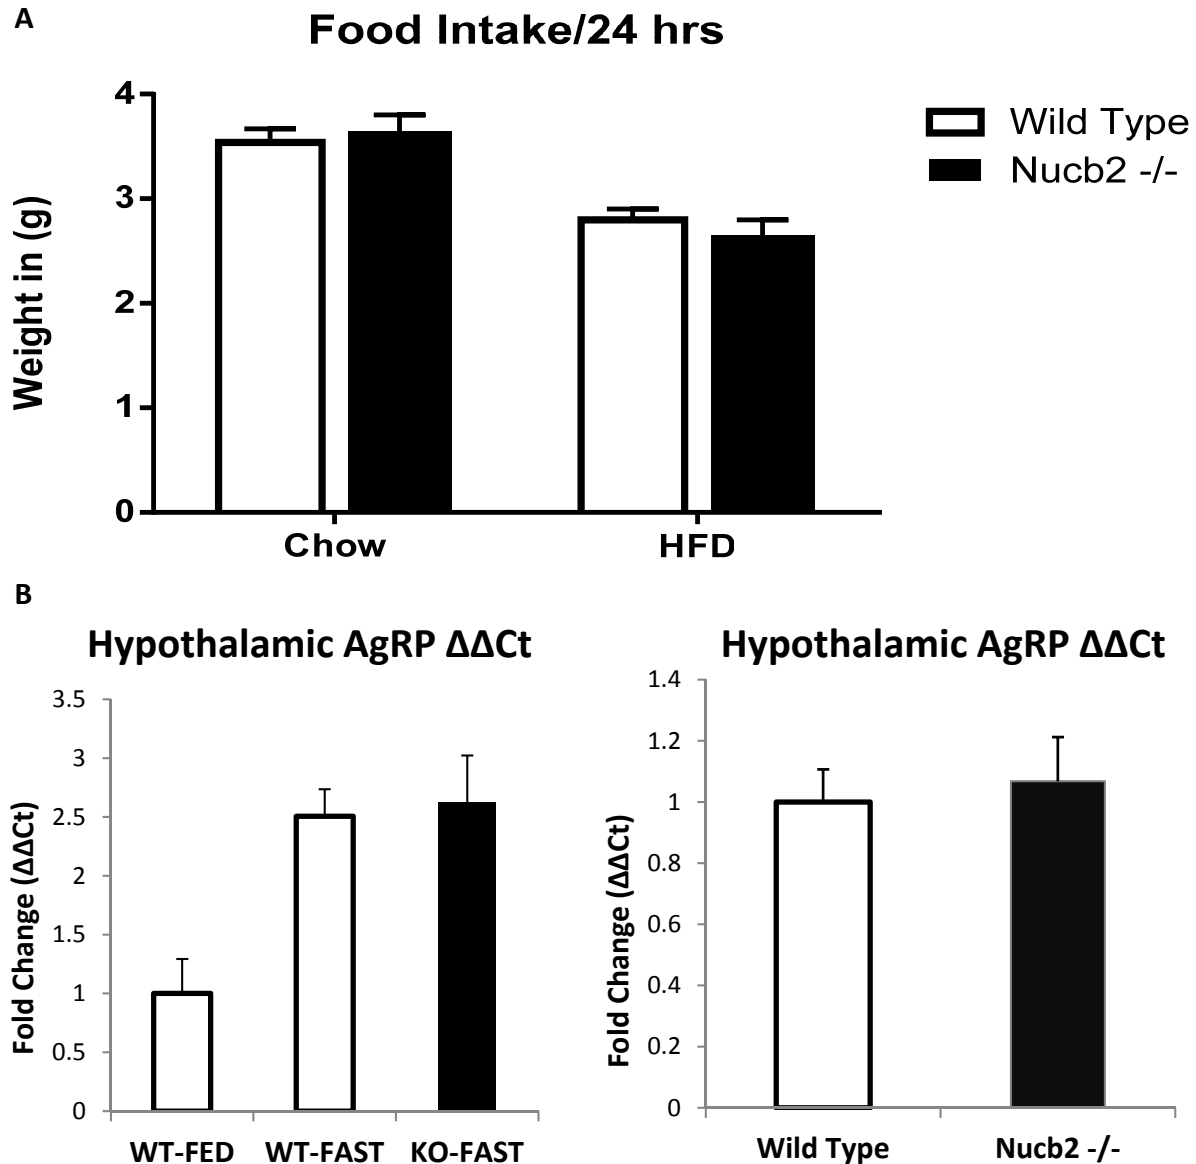 A
Food Intake/24 hrs
Weight in (g)
4
3
2
1
0
Chow
HFD
Wild Type
Nucb2 -/-
B
Hypothalamic AgRP ΔΔCt
Fold Change (ΔΔCt)
3.5
3
2.5
2
1.5
1
0.5
0
WT-FED
WT-FAST
KO-FAST
Hypothalamic AgRP ΔΔCt
Fold Change (ΔΔCt)
1.4
1.2
1
0.8
0.6
0.4
0.2
0
Wild Type
Nucb2 -/-